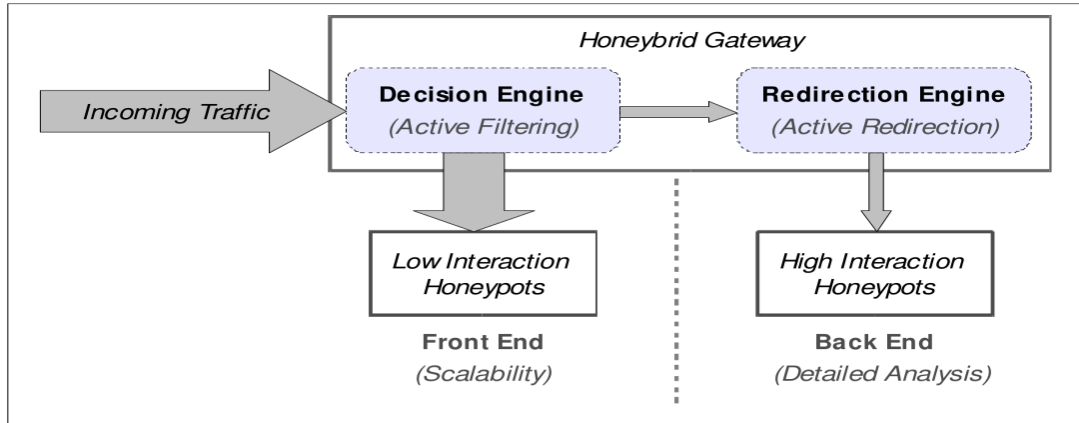 Honeybrid Gateway
Incoming Traffic
Decision Engine
(Active Filtering)
Redirection Engine
(Active Redirection)
Low Interaction
Honeypots
High Interaction
Honeypots
Front End
(Scalability)
Back End
(Detailed Analysis)